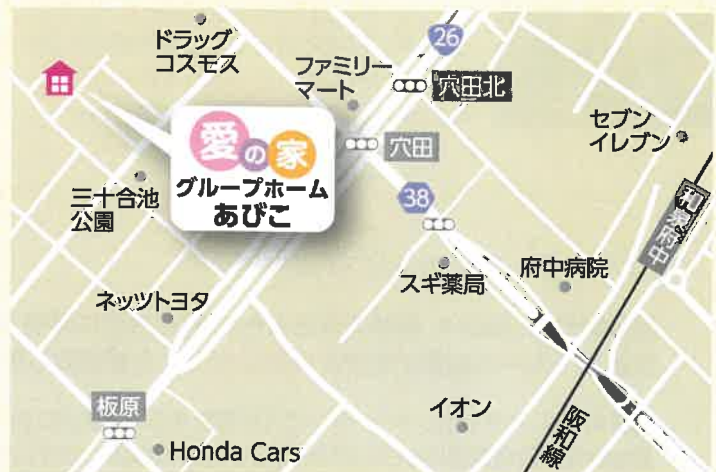 ドラッグ
コスモス
26
ファミリー
マート
穴田北
セブン
イレブン
愛の家
グループホーム
あびこ
穴田
三十合池
公園
38
和泉府中
スギ薬局
府中病院
ネッツトヨタ
板原
イオン
阪和線
Honda Cars